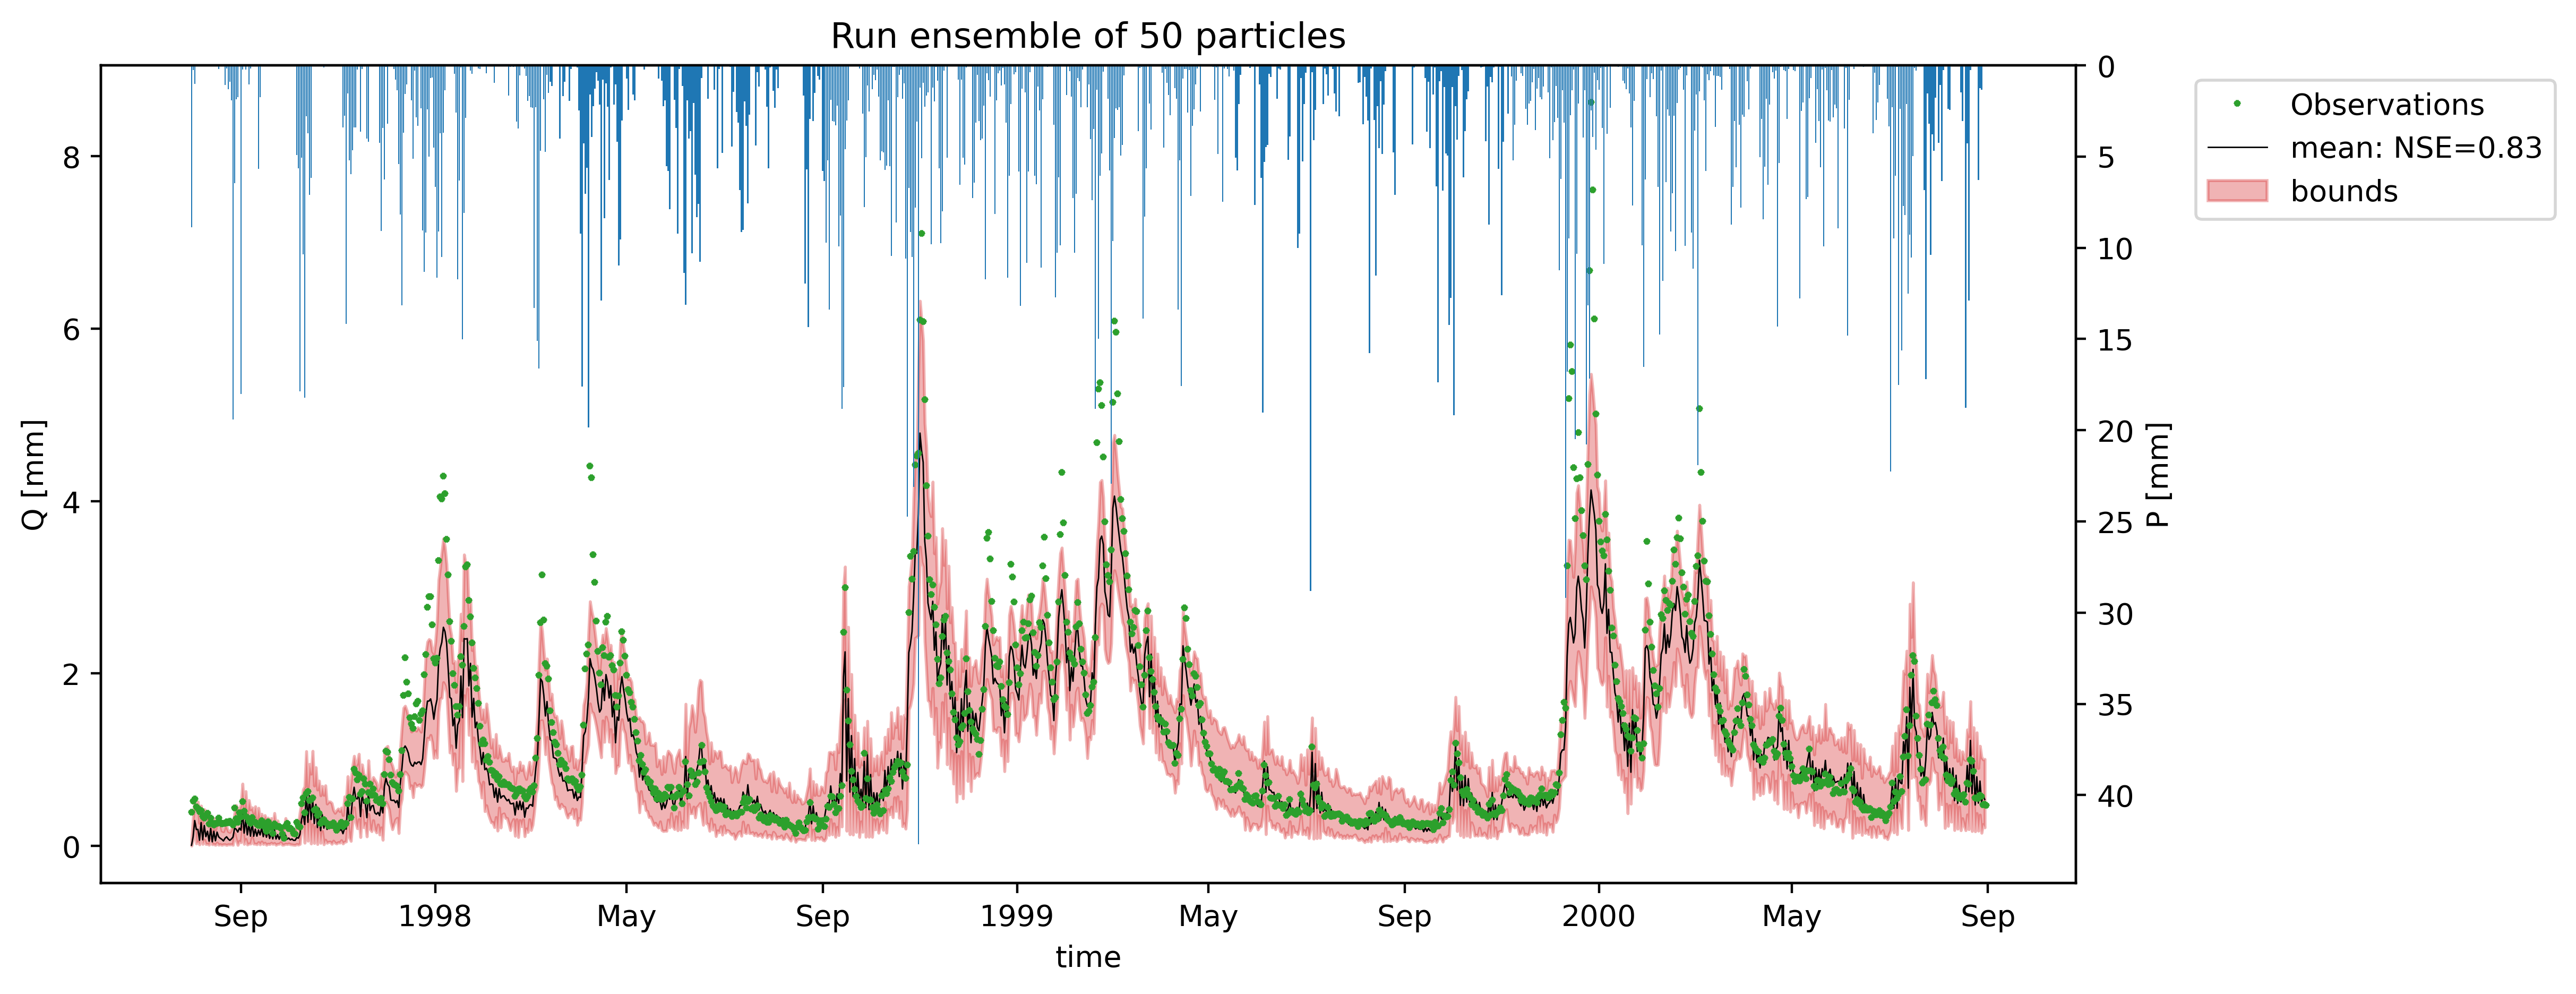 Run ensemble of 50 particles
Q [mm]
8
6
4
2
0
0
5
10
15
20
25
30
35
40
P [mm]
Sep
1998
May
Sep
1999
May
Sep
2000
May
Sep
time
Observations
mean: NSE=0.83
bounds